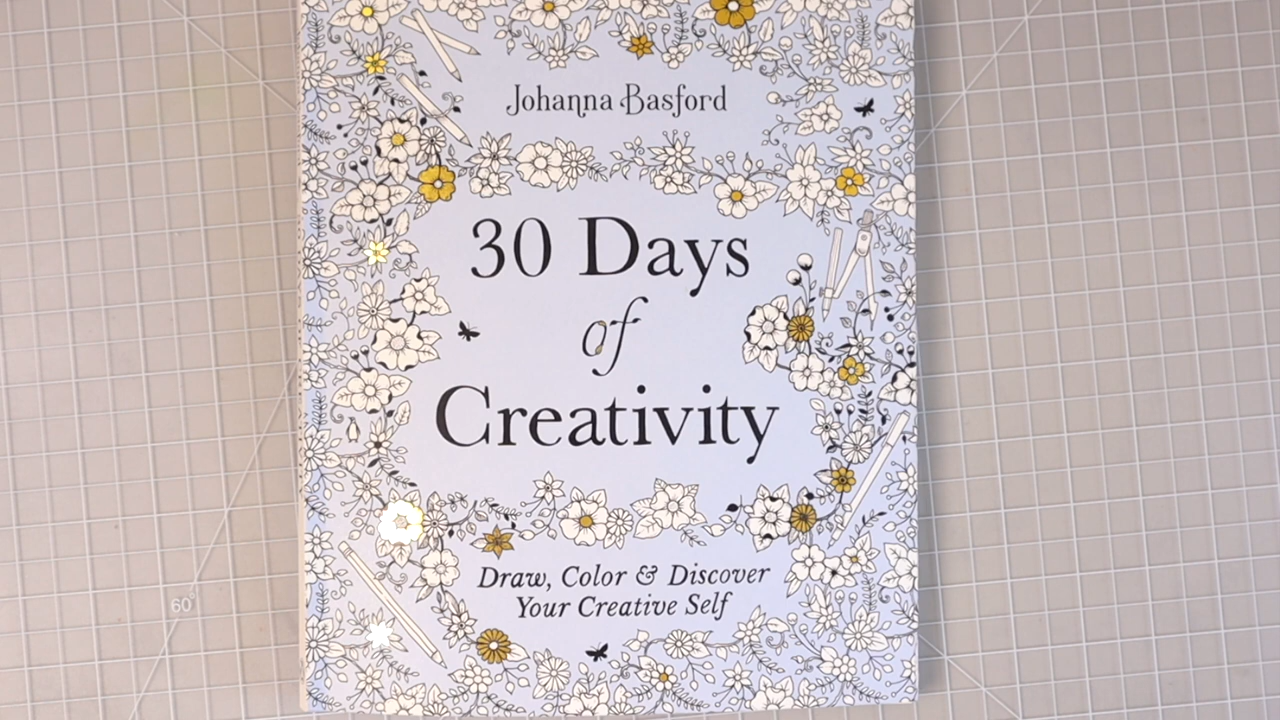 Johanna Basford
30 Days
of
Creativity
Draw, Color & Discover
Your Creative Self
60°